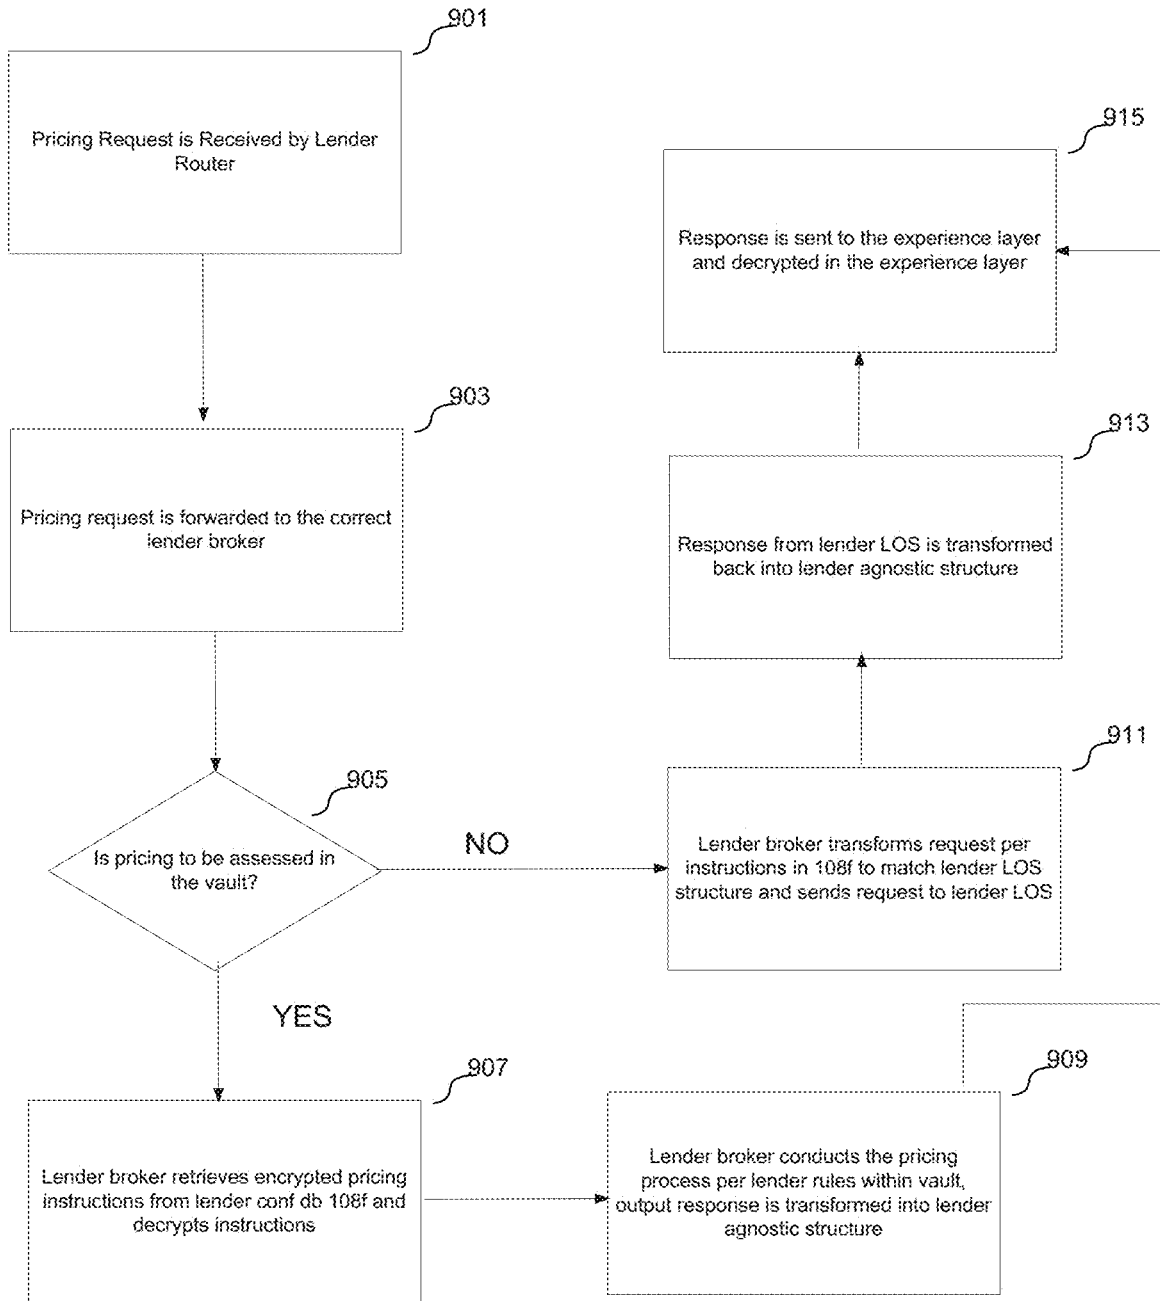 901
Pricing Request is Received by Lender
Router
903
Pricing request is forwarded to the correct
lender broker
905
Is pricing to be assessed in
the vault?
NO
YES
907
Lender broker retrieves encrypted pricing
instructions from lender conf db 108f and
decrypts instructions
909
Lender broker conducts the pricing
process per lender rules within vault,
output response is transformed into lender
agnostic structure
911
Lender broker transforms request per
instructions in 108f to match lender LOS
structure and sends request to lender LOS
913
Response from lender LOS is transformed
back into lender agnostic structure
915
Response is sent to the experience layer
and decrypted in the experience layer